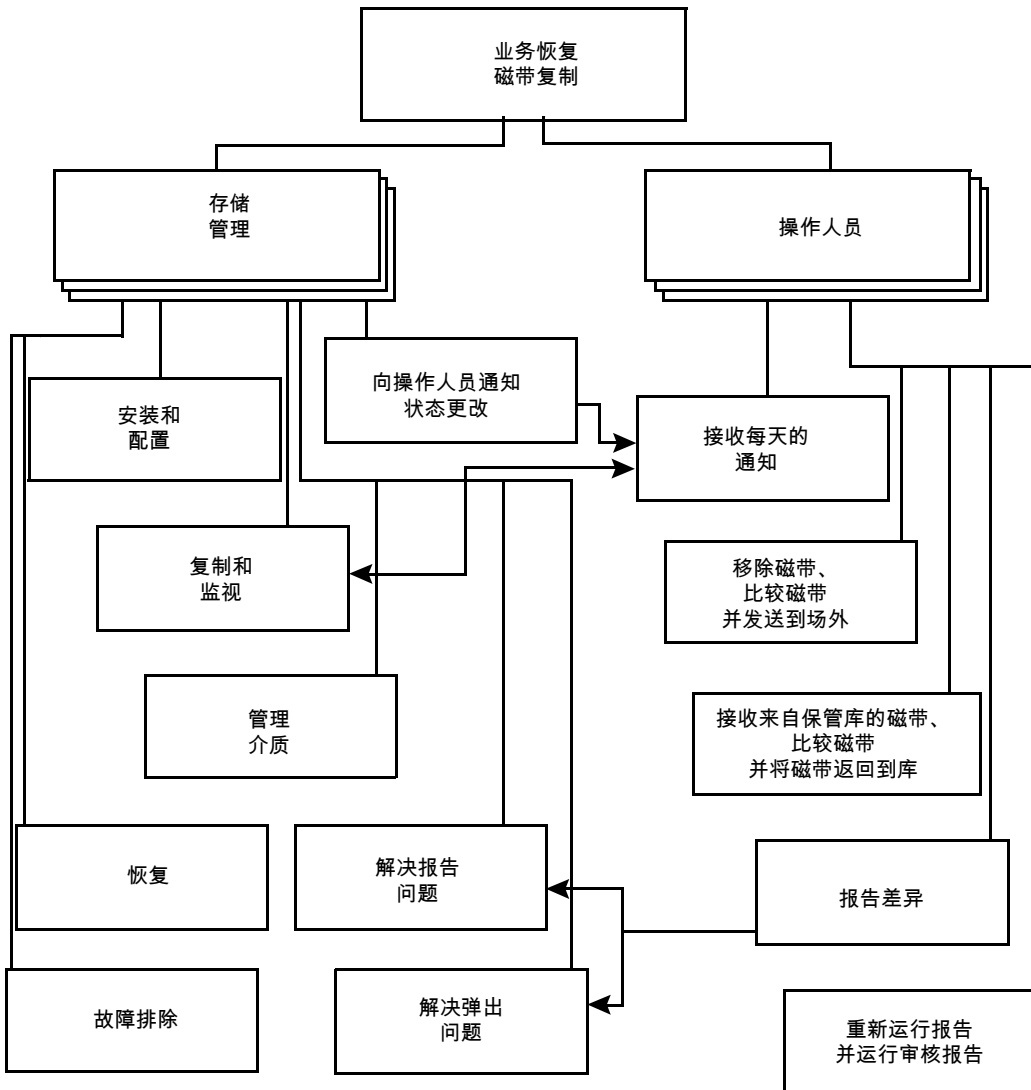 业务恢复
磁带复制
存储
管理
操作人员
向操作人员通知
状态更改
安装和
配置
接收每天的
通知
复制和
监视
移除磁带、
比较磁带
并发送到场外
管理
介质
接收来自保管库的磁带、
比较磁带
并将磁带返回到库
恢复
解决报告
问题
报告差异
故障排除
解决弹出
问题
重新运行报告
并运行审核报告